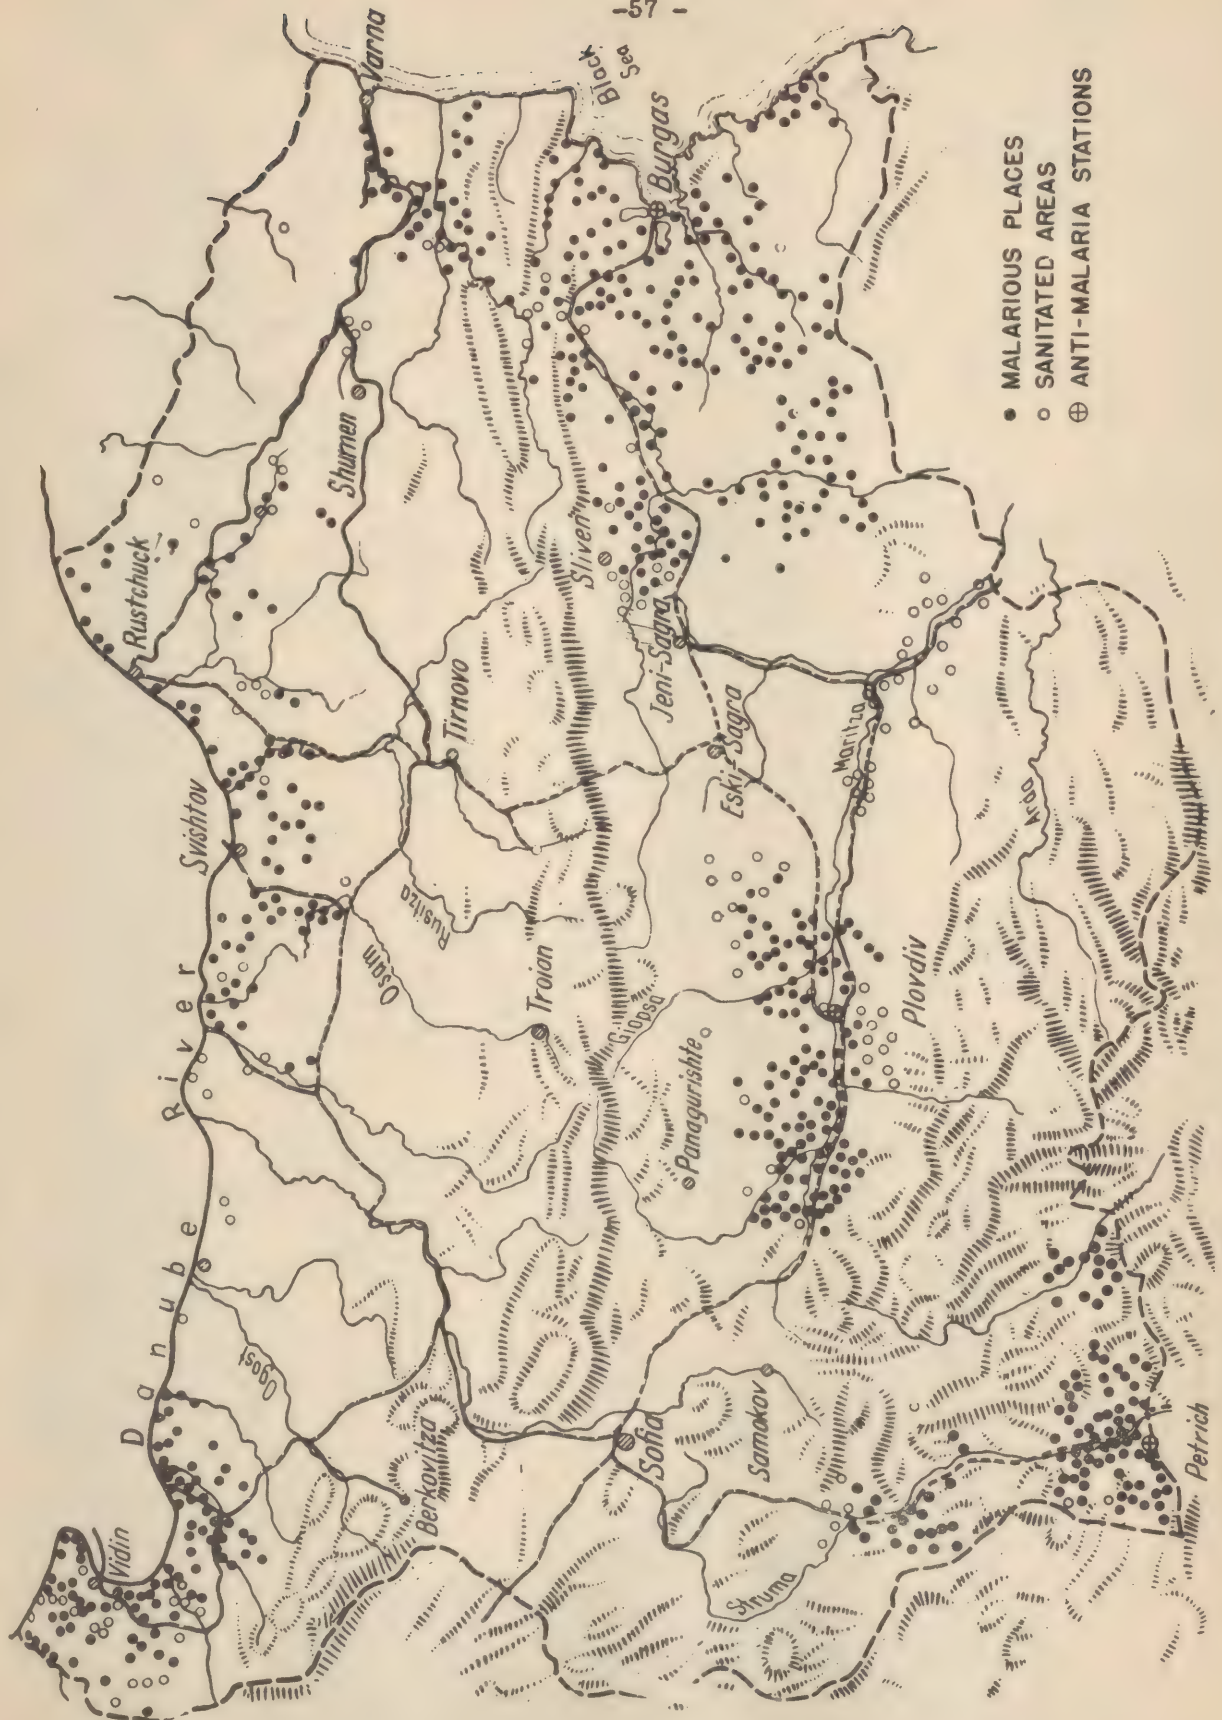 -57 -
Varna
Black
Sea
Burgas
Shumen
Rustchuck
Sliven
Jeni-Sagra
Tirnovo
Eski-Sagra
Maritza
Arda
Svishtov
Rusitza
Osam
Troian
Giopsa
Plovdiv
Panagurishte
Danube River
Ogost
Berkovitza
Sofia
Samokov
Struma
Petrich
Vidin
MALARIOUS PLACES
SANITATED AREAS
ANTI-MALARIA STATIONS